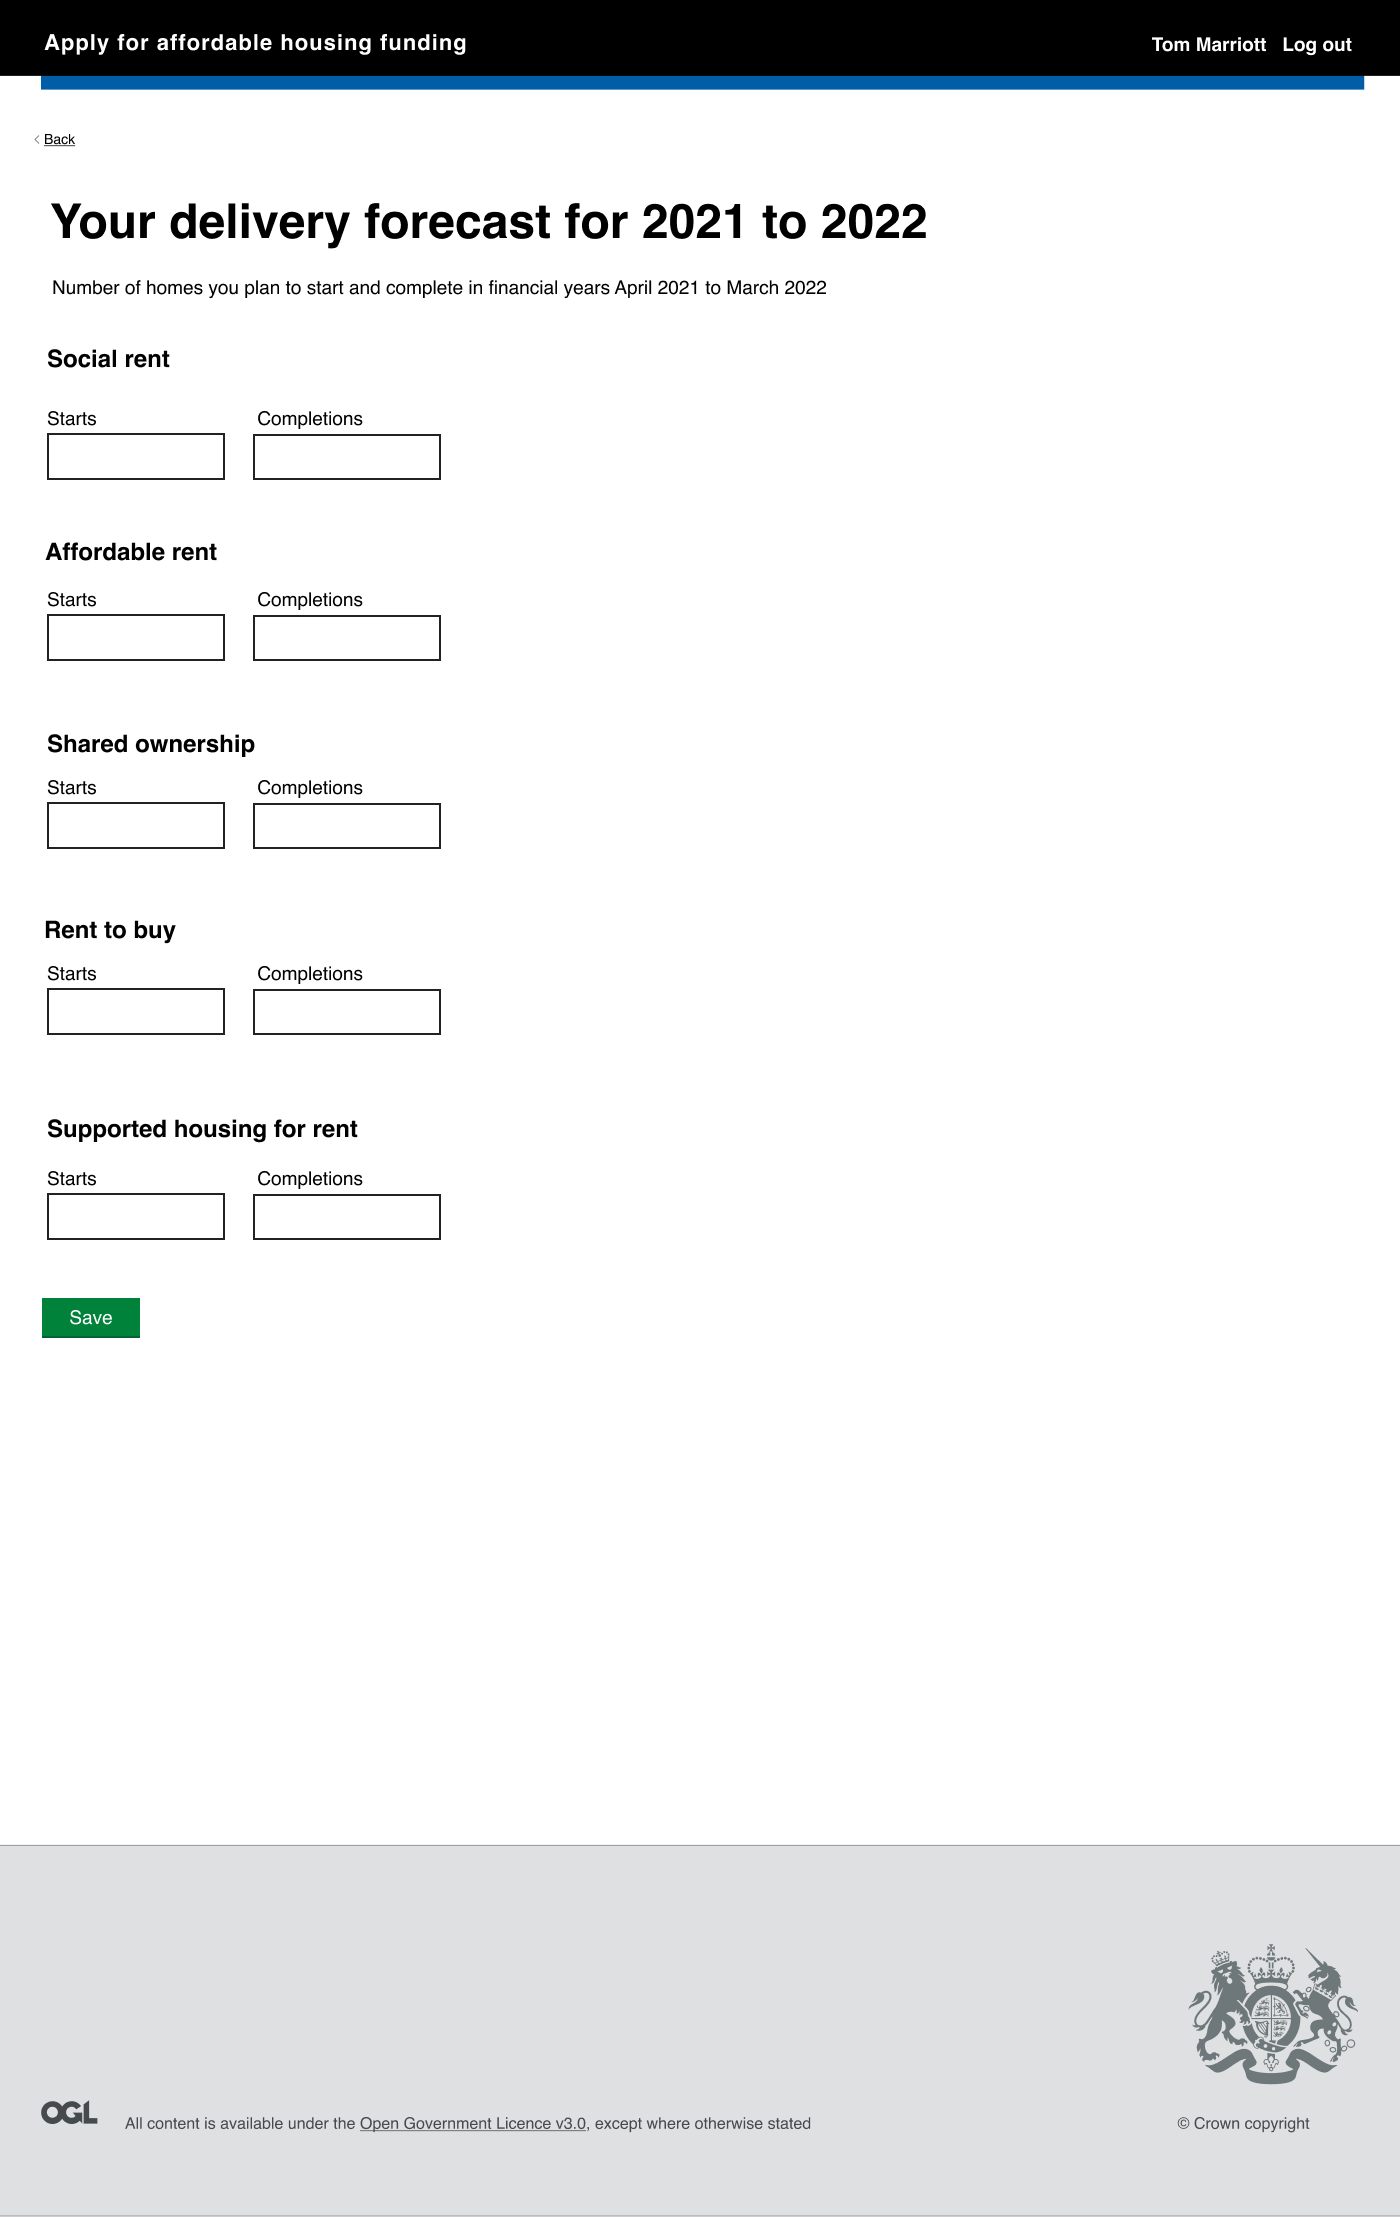 Apply for affordable housing funding
Tom Marriott Log out
Back
Your delivery forecast for 2021 to 2022
Number of homes you plan to start and complete in financial years April 2021 to March 2022
Social rent
Starts Completions
Affordable rent
Starts Completions
Shared ownership
Starts Completions
Rent to buy
Starts Completions
Supported housing for rent
Starts Completions
Save
OGL
All content is available under the Open Government Licence v3.0, except where otherwise stated
© Crown copyright